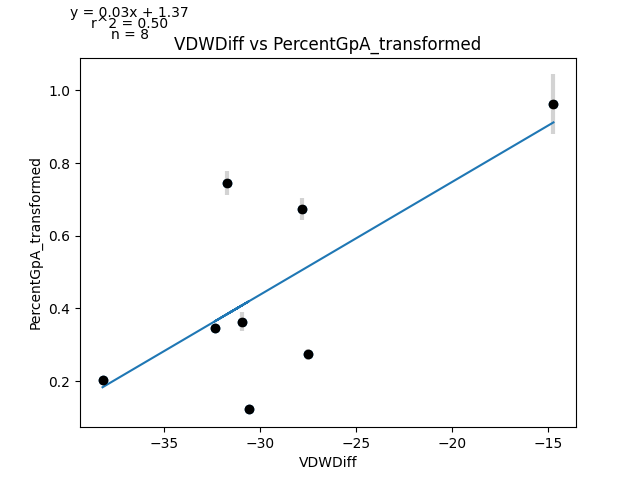 y = 0.03x + 1.37
r^2 = 0.50
n = 8
VDWDiff vs PercentGpA_transformed
1.0
0.8
0.6
0.4
0.2
PercentGpA_transformed
−35
−30
−25
−20
−15
VDWDiff